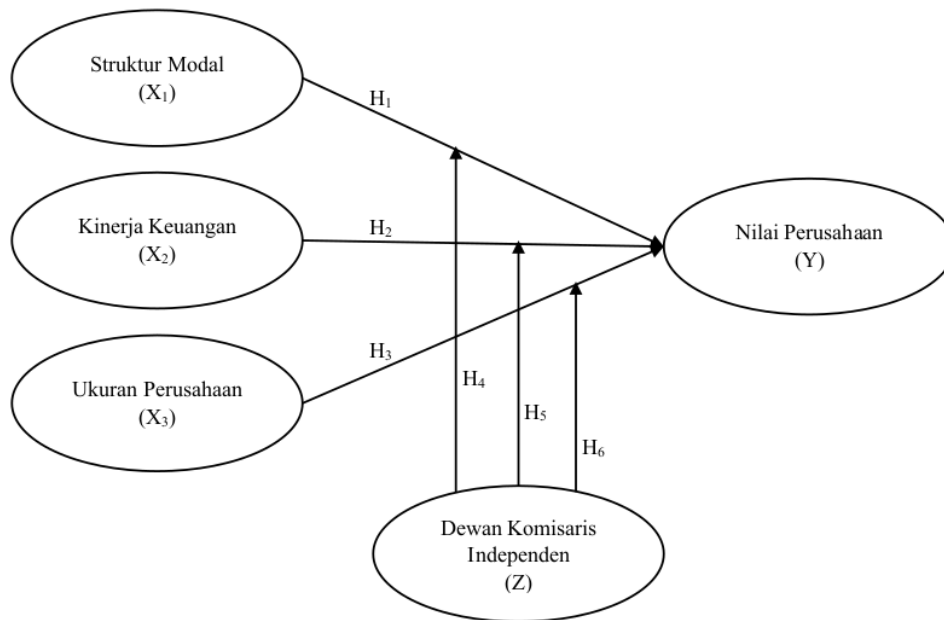 Struktur Modal
(X₁)
H₁
Kinerja Keuangan
(X₂)
H₂
Nilai Perusahaan
(Y)
Ukuran Perusahaan
(X₃)
H₃
H₄
H₅
H₆
Dewan Komisaris
Independen
(Z)